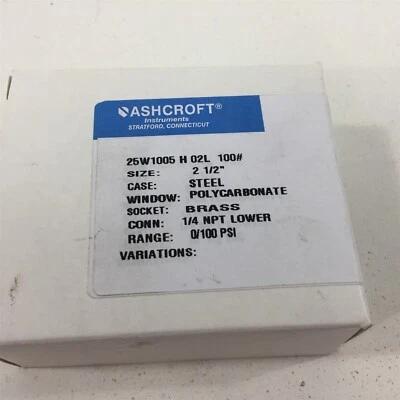 ASHCROFT®
Instruments
STRATFORD, CONNECTICUT
25W1005 H 02L 100#
SIZE: 2 1/2"
CASE: STEEL
WINDOW: POLYCARBONATE
SOCKET: BRASS
CONN: 1/4 NPT LOWER
RANGE: 0/100 PSI
VARIATIONS: